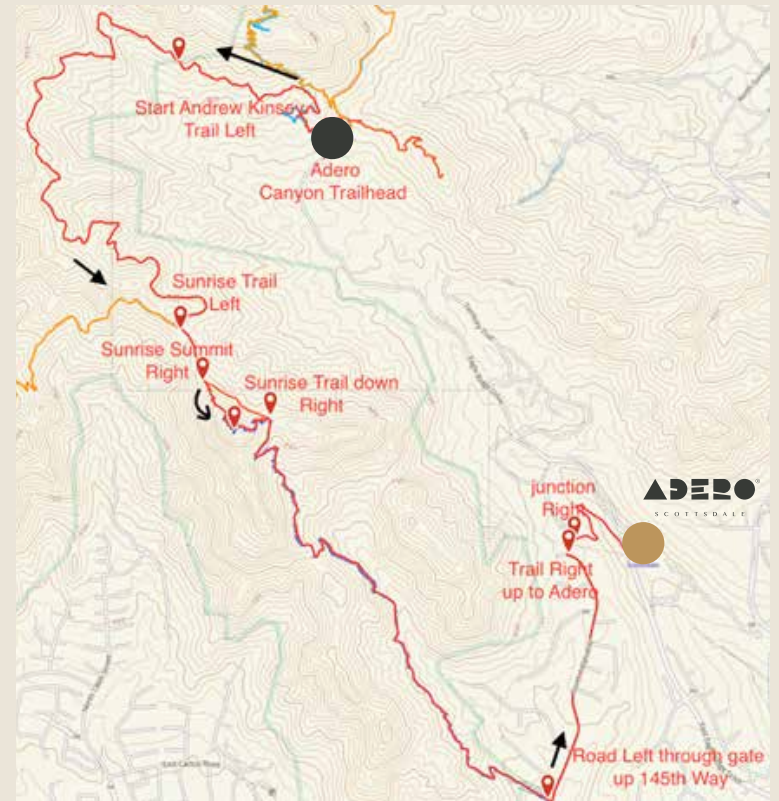 Start Andrew Kinsey
Trail Left
Adero
Canyon Trailhead
Sunrise Trail
Left
Sunrise Summit
Right
Sunrise Trail down
Right
junction
Right
ADERO®
SCOTTSDALE
Trail Right
up to Adero
Road Left through gate
up 145th Way